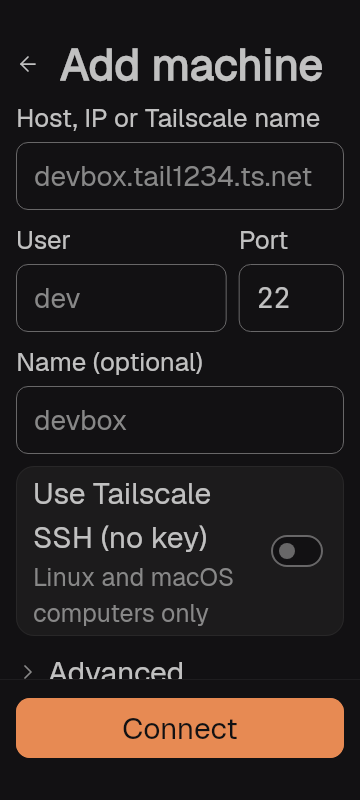 Add machine
Host, IP or Tailscale name
devbox.tail1234.ts.net
User
Port
dev
22
Name (optional)
devbox
Use Tailscale
SSH (no key)
Linux and macOS
computers only
Advanced
Connect